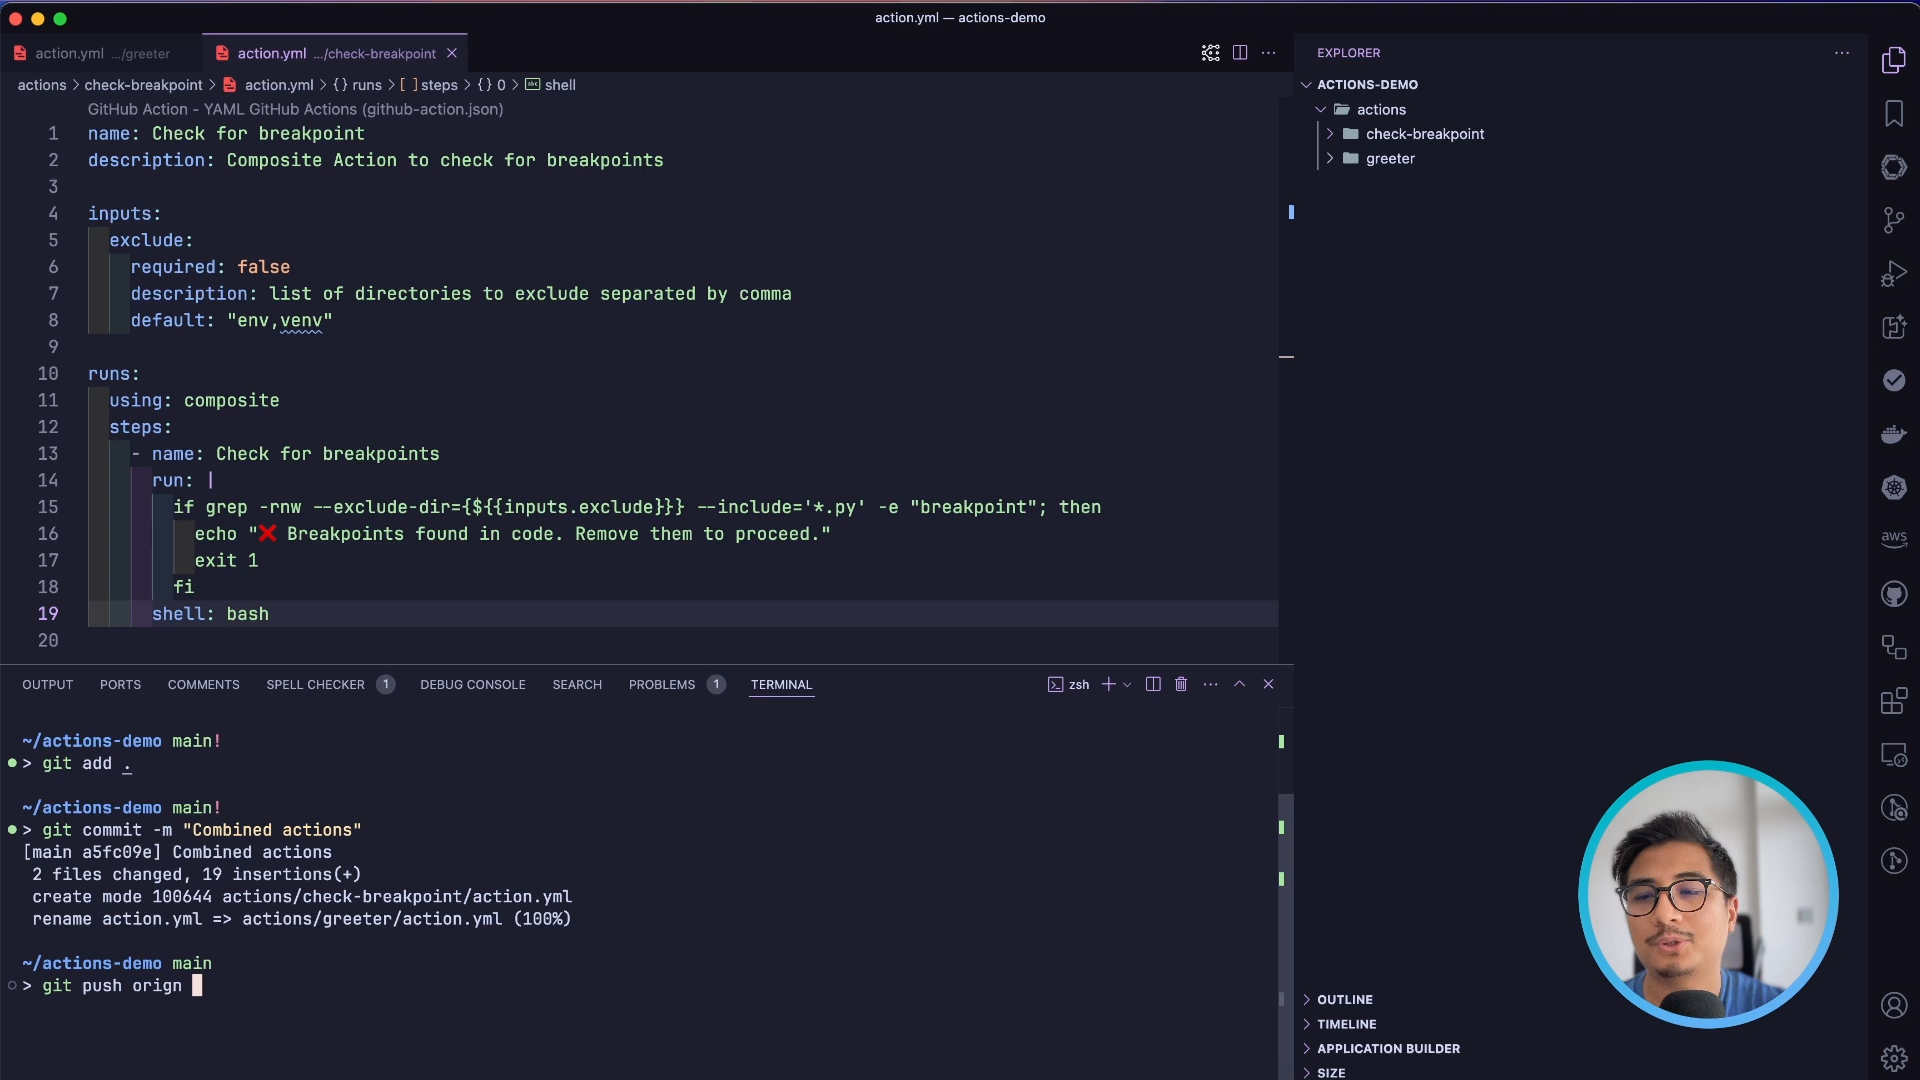 action.yml — actions-demo
action.yml .../greeter
action.yml .../check-breakpoint
actions > check-breakpoint > action.yml > {} runs > [ ] steps > {} 0 > abc shell
GitHub Action - YAML GitHub Actions (github-action.json)
1 name: Check for breakpoint
2 description: Composite Action to check for breakpoints
3
4 inputs:
5 exclude:
6 required: false
7 description: list of directories to exclude separated by comma
8 default: "env,venv"
9
10 runs:
11 using: composite
12 steps:
13 - name: Check for breakpoints
14 run: |
15 if grep -rnw --exclude-dir={${{inputs.exclude}}} --include='*.py' -e "breakpoint"; then
16 echo "❌ Breakpoints found in code. Remove them to proceed."
17 exit 1
18 fi
19 shell: bash
20
OUTPUT PORTS COMMENTS SPELL CHECKER 1 DEBUG CONSOLE SEARCH PROBLEMS 1 TERMINAL
zsh
~/actions-demo main!
> git add .
~/actions-demo main!
> git commit -m "Combined actions"
[main a5fc09e] Combined actions
2 files changed, 19 insertions(+)
create mode 100644 actions/check-breakpoint/action.yml
rename action.yml => actions/greeter/action.yml (100%)
~/actions-demo main
> git push orign
EXPLORER
ACTIONS-DEMO
actions
check-breakpoint
greeter
OUTLINE
TIMELINE
APPLICATION BUILDER
SIZE
aws